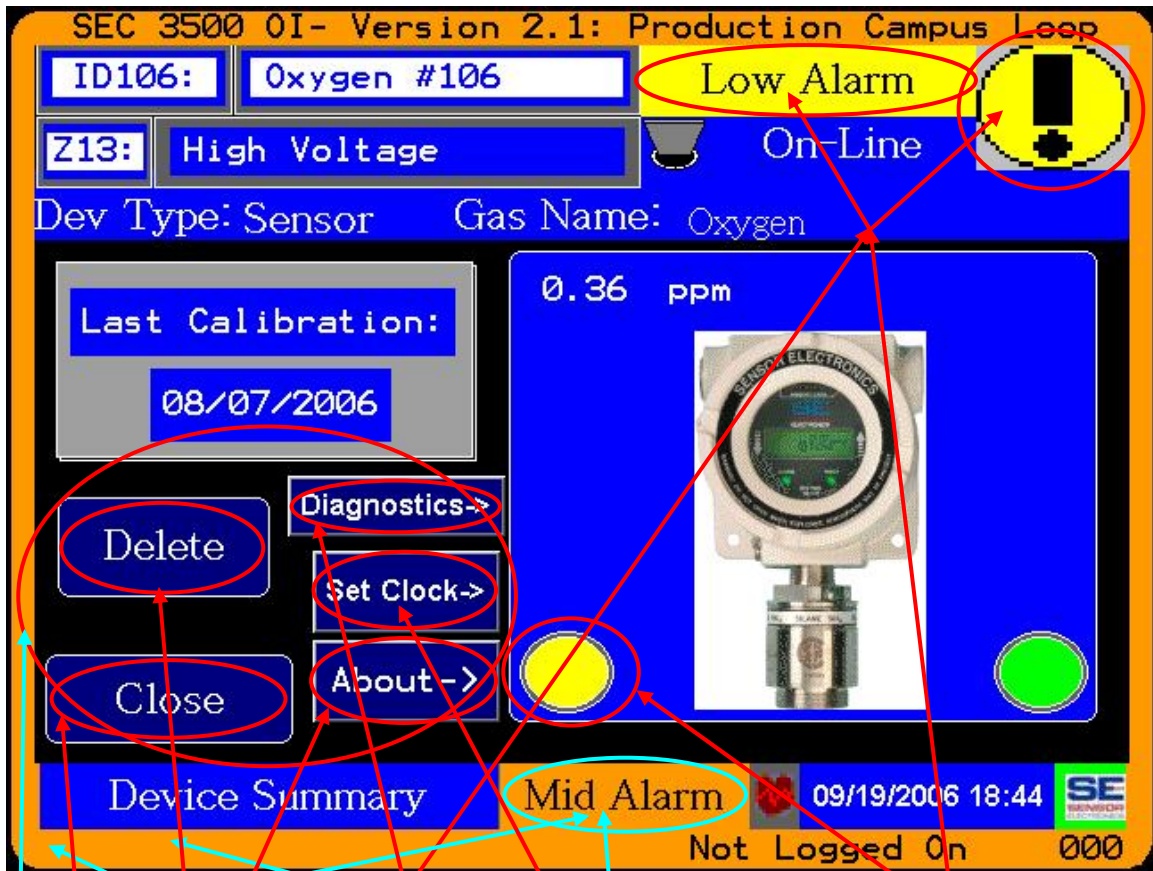 SEC 3500 OI- Version 2.1: Production Campus Loop
ID106: Oxygen #106 Low Alarm
Z13: High Voltage On-Line
Dev Type: Sensor Gas Name: Oxygen
0.36 ppm
Last Calibration:
08/07/2006
SENSOR ELECTRONICS
Diagnostics->
Delete
Set Clock->
About->
Close
Device Summary Mid Alarm 09/19/2006 18:44 SE
SENSOR
ELECTRONICS
Not Logged On 000